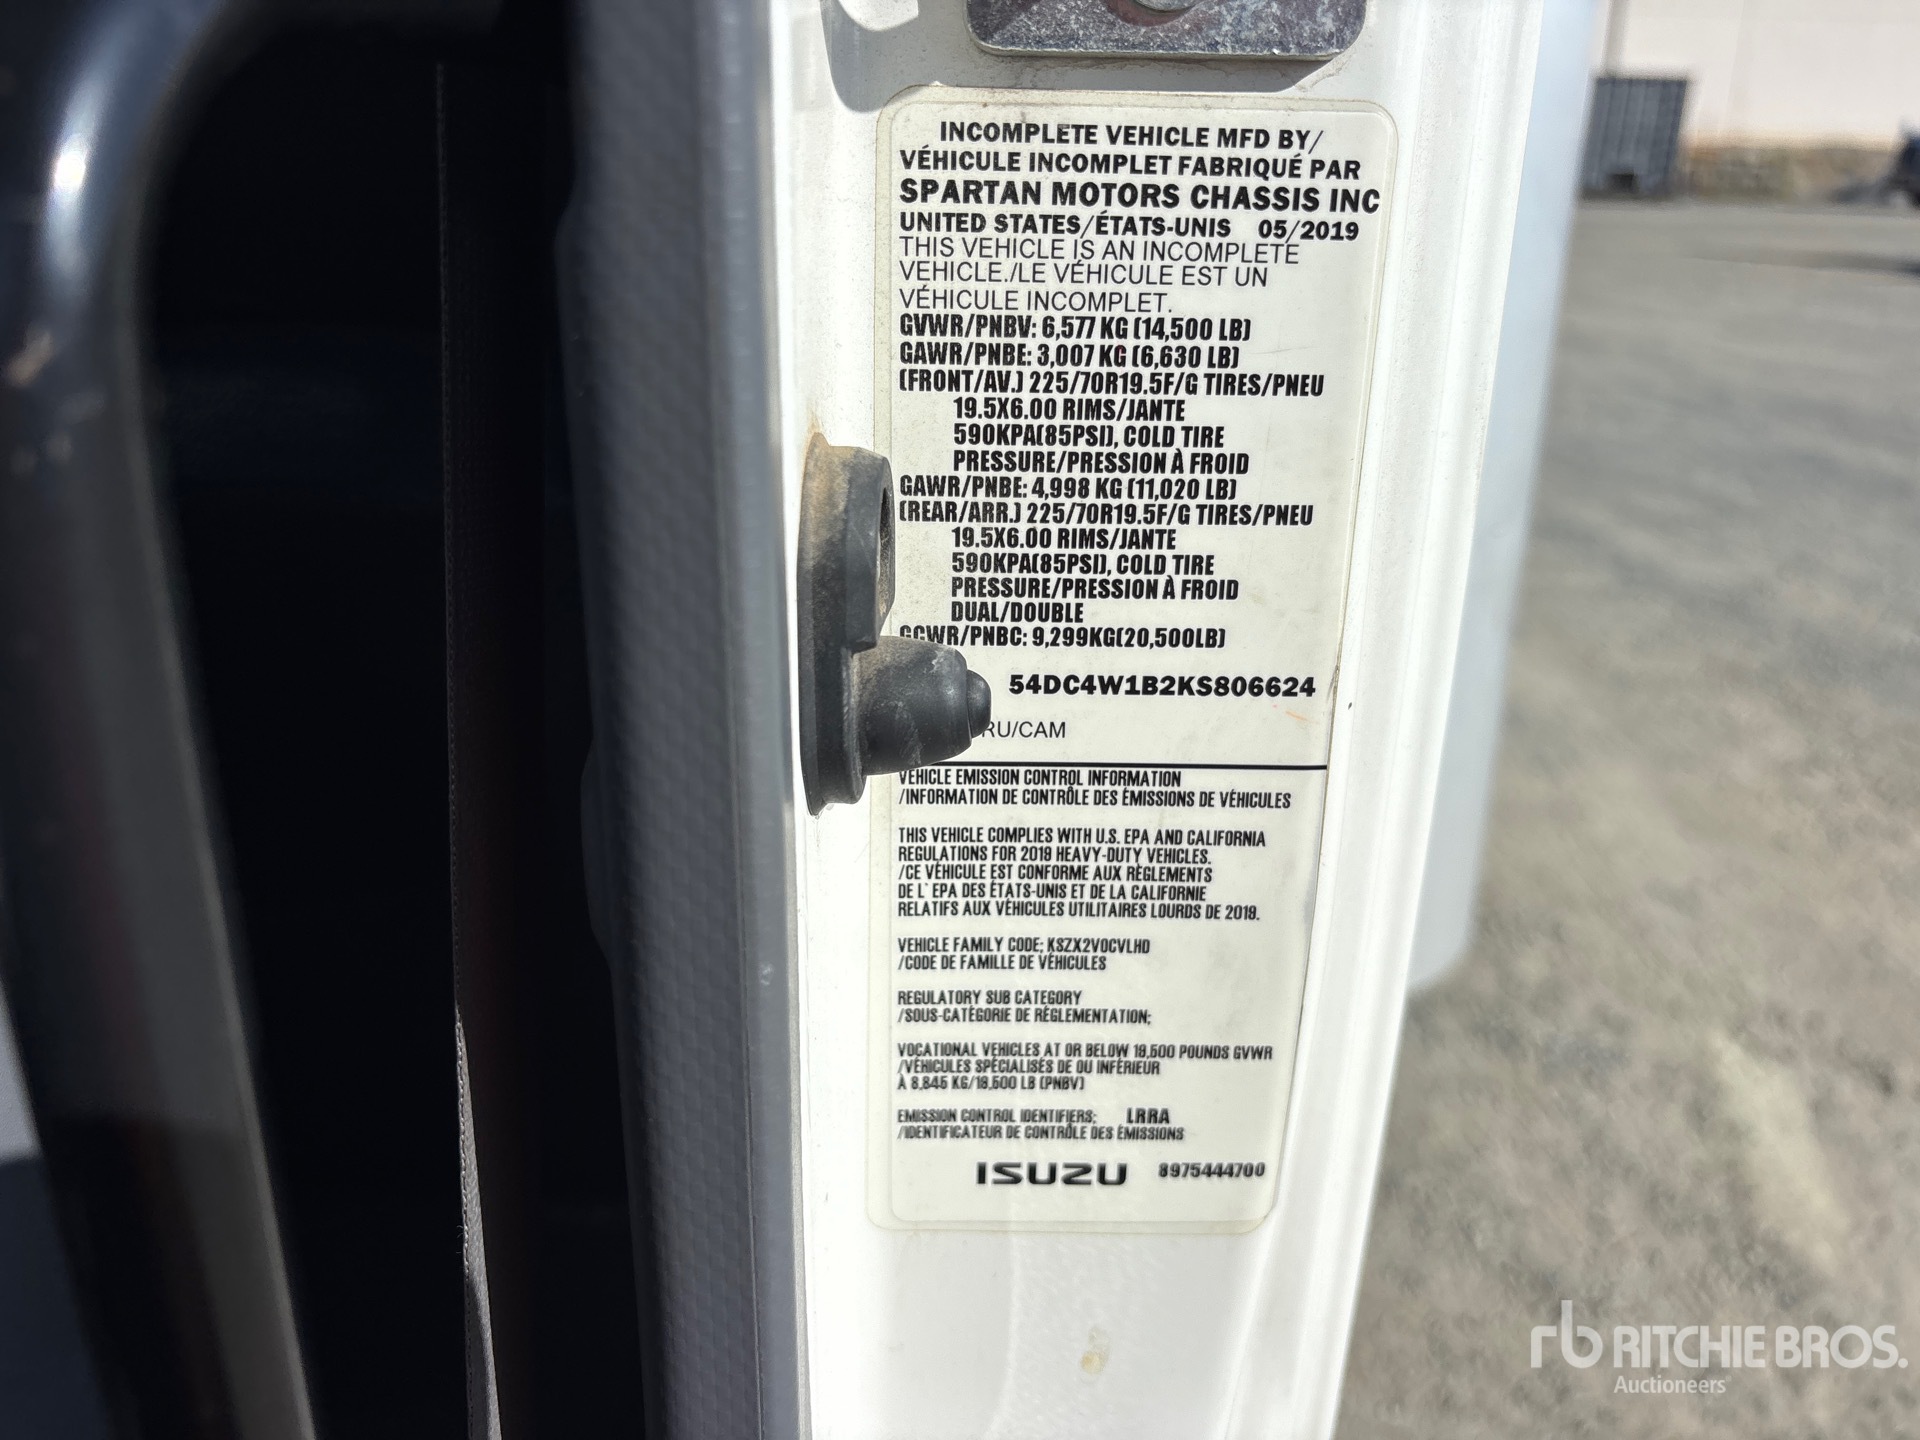 INCOMPLETE VEHICLE MFD BY/
VÉHICULE INCOMPLET FABRIQUÉ PAR
SPARTAN MOTORS CHASSIS INC
UNITED STATES/ÉTATS-UNIS 05/2019
THIS VEHICLE IS AN INCOMPLETE
VEHICLE./LE VÉHICULE EST UN
VÉHICULE INCOMPLET.
GVWR/PNBV: 6,577 KG (14,500 LB)
GAWR/PNBE: 3,007 KG (6,630 LB)
(FRONT/AV.) 225/70R19.5F/G TIRES/PNEU
19.5X6.00 RIMS/JANTE
590KPA(85PSI), COLD TIRE
PRESSURE/PRESSION À FROID
GAWR/PNBE: 4,998 KG (11,020 LB)
(REAR/ARR.) 225/70R19.5F/G TIRES/PNEU
19.5X6.00 RIMS/JANTE
590KPA(85PSI), COLD TIRE
PRESSURE/PRESSION À FROID
DUAL/DOUBLE
GCWR/PNBC: 9,299KG(20,500LB)
54DC4W1B2KS806624
RU/CAM
VEHICLE EMISSION CONTROL INFORMATION
/INFORMATION DE CONTRÔLE DES ÉMISSIONS DE VÉHICULES
THIS VEHICLE COMPLIES WITH U.S. EPA AND CALIFORNIA
REGULATIONS FOR 2019 HEAVY-DUTY VEHICLES.
/CE VÉHICULE EST CONFORME AUX RÈGLEMENTS
DE L' EPA DES ÉTATS-UNIS ET DE LA CALIFORNIE
RELATIFS AUX VÉHICULES UTILITAIRES LOURDS DE 2019.
VEHICLE FAMILY CODE; KSZX2VOCVLHD
/CODE DE FAMILLE DE VÉHICULES
REGULATORY SUB CATEGORY
/SOUS-CATÉGORIE DE RÉGLEMENTATION;
VOCATIONAL VEHICLES AT OR BELOW 19,500 POUNDS GVWR
/VÉHICULES SPÉCIALISÉS DE OU INFÉRIEUR
À 8,845 KG/19,500 LB (PNBV)
EMISSION CONTROL IDENTIFIERS; LRRA
/IDENTIFICATEUR DE CONTRÔLE DES ÉMISSIONS
ISUZU 8975444700
rb RITCHIE BROS.
Auctioneers